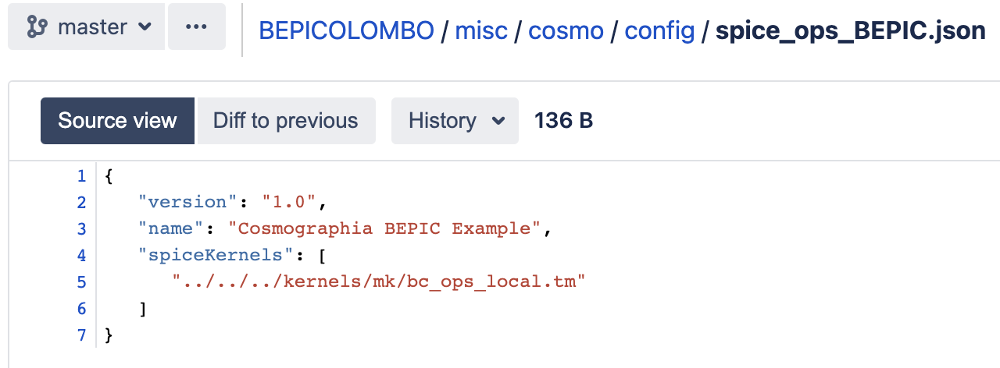 master ••• BEPICOLOMBO / misc / cosmo / config / spice_ops_BEPIC.json
Source view Diff to previous History 136 B
1 {
2 "version": "1.0",
3 "name": "Cosmographia BEPIC Example",
4 "spiceKernels": [
5 "../../../kernels/mk/bc_ops_local.tm"
6 ]
7 }